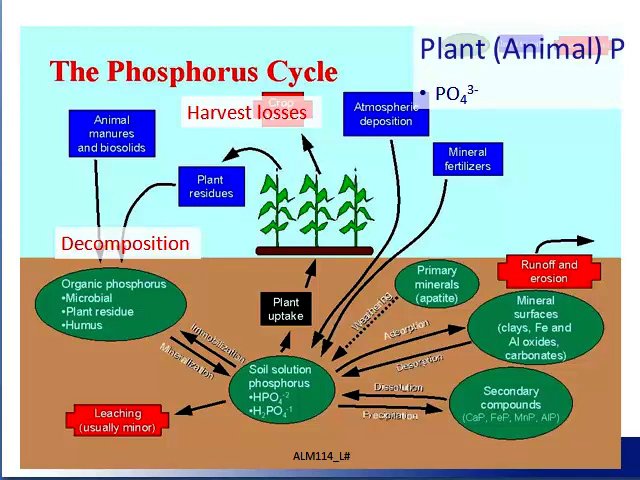 Plant (Animal) P
• PO₄³⁻
The Phosphorus Cycle
Crop
Harvest losses
Atmospheric
deposition
Animal
manures
and biosolids
Mineral
fertilizers
Plant
residues
Decomposition
Runoff and
erosion
Primary
minerals
(apatite)
Organic phosphorus
•Microbial
•Plant residue
•Humus
Plant
uptake
Weathering
Mineral
surfaces
(clays, Fe and
Al oxides,
carbonates)
Adsorption
Immobilization
Mineralization
Desorption
Soil solution
phosphorus
•HPO₄⁻²
•H₂PO₄⁻¹
Dissolution
Precipitation
Secondary
compounds
(CaP, FeP, MnP, AlP)
Leaching
(usually minor)
ALM114_L#